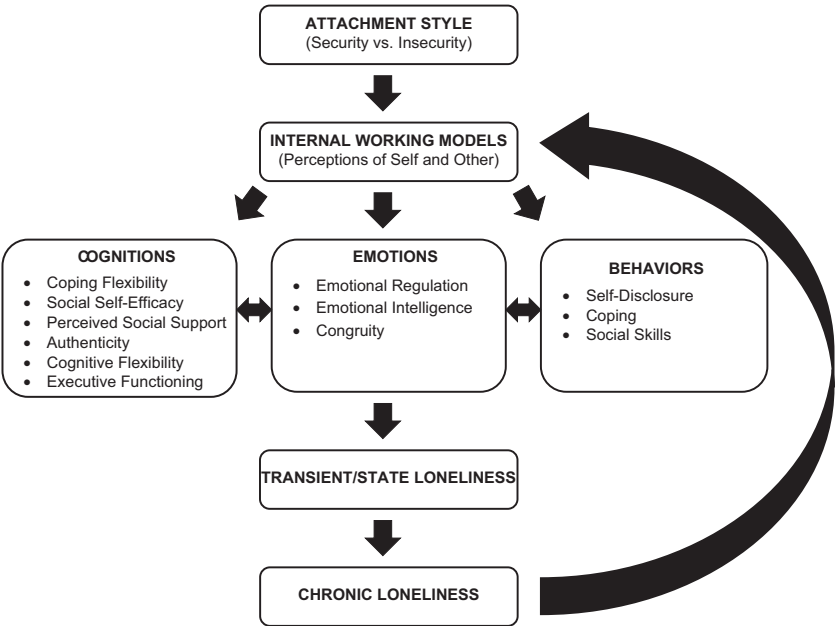 ATTACHMENT STYLE
(Security vs. Insecurity)
INTERNAL WORKING MODELS
(Perceptions of Self and Other)
COGNITIONS
• Coping Flexibility
• Social Self-Efficacy
• Perceived Social Support
• Authenticity
• Cognitive Flexibility
• Executive Functioning
EMOTIONS
• Emotional Regulation
• Emotional Intelligence
• Congruity
BEHAVIORS
• Self-Disclosure
• Coping
• Social Skills
TRANSIENT/STATE LONELINESS
CHRONIC LONELINESS